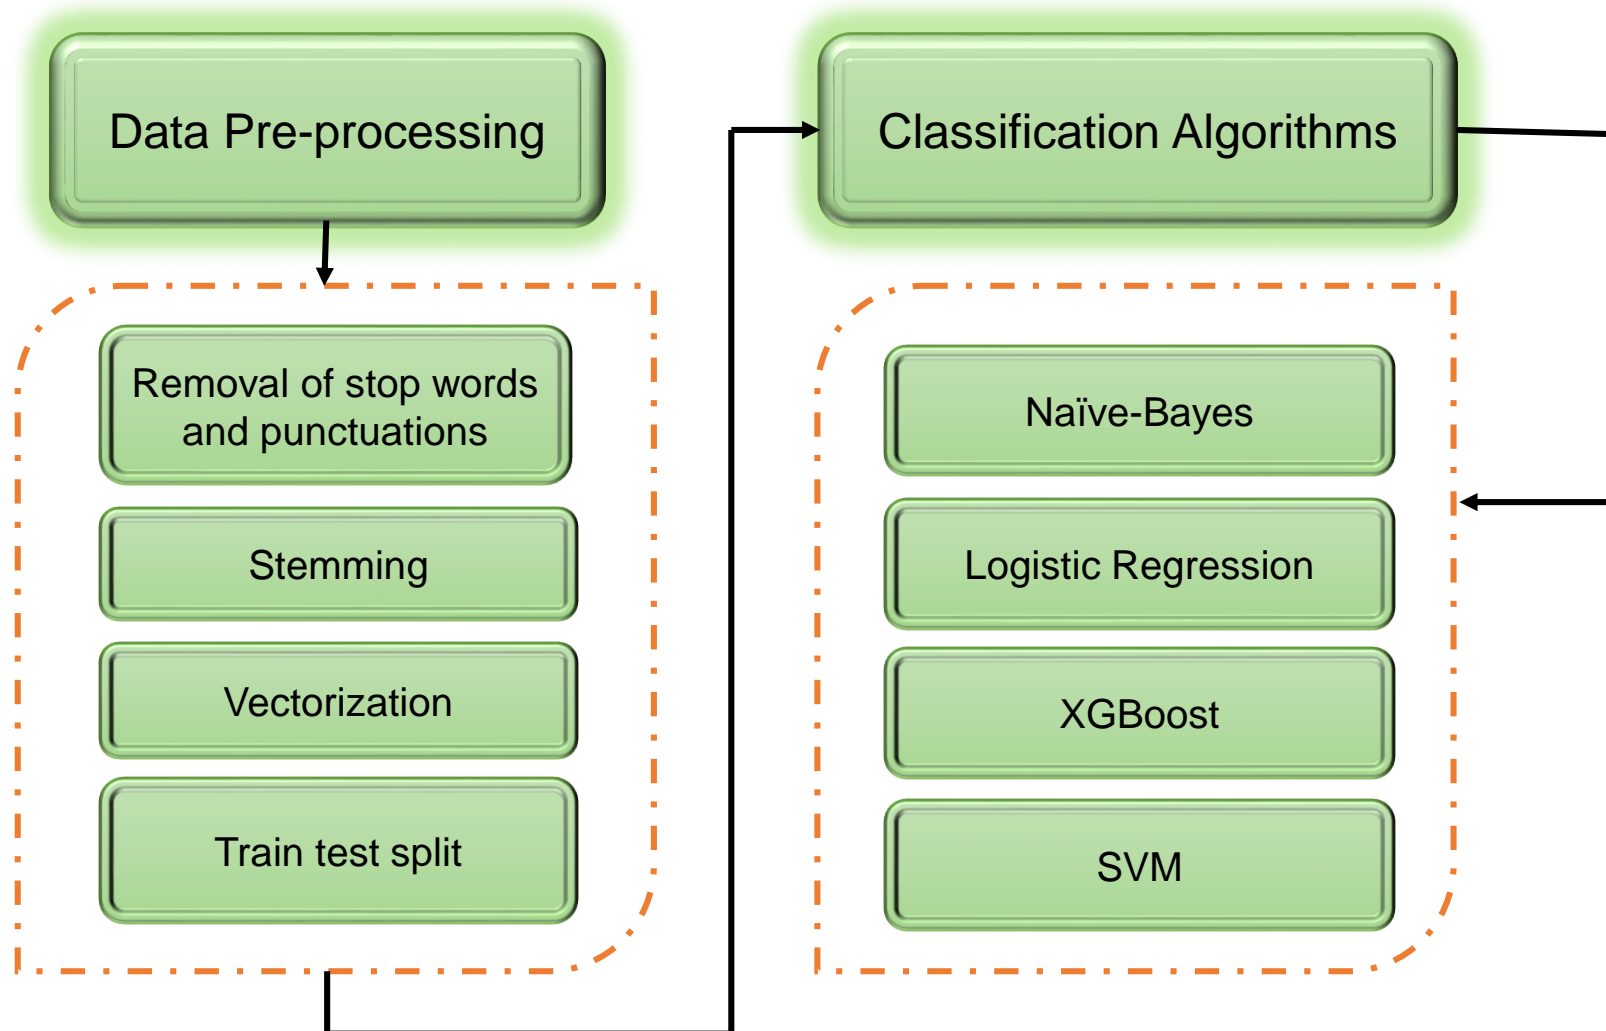 Data Pre-processing
Removal of stop words
and punctuations
Stemming
Vectorization
Train test split
Classification Algorithms
Naïve-Bayes
Logistic Regression
XGBoost
SVM